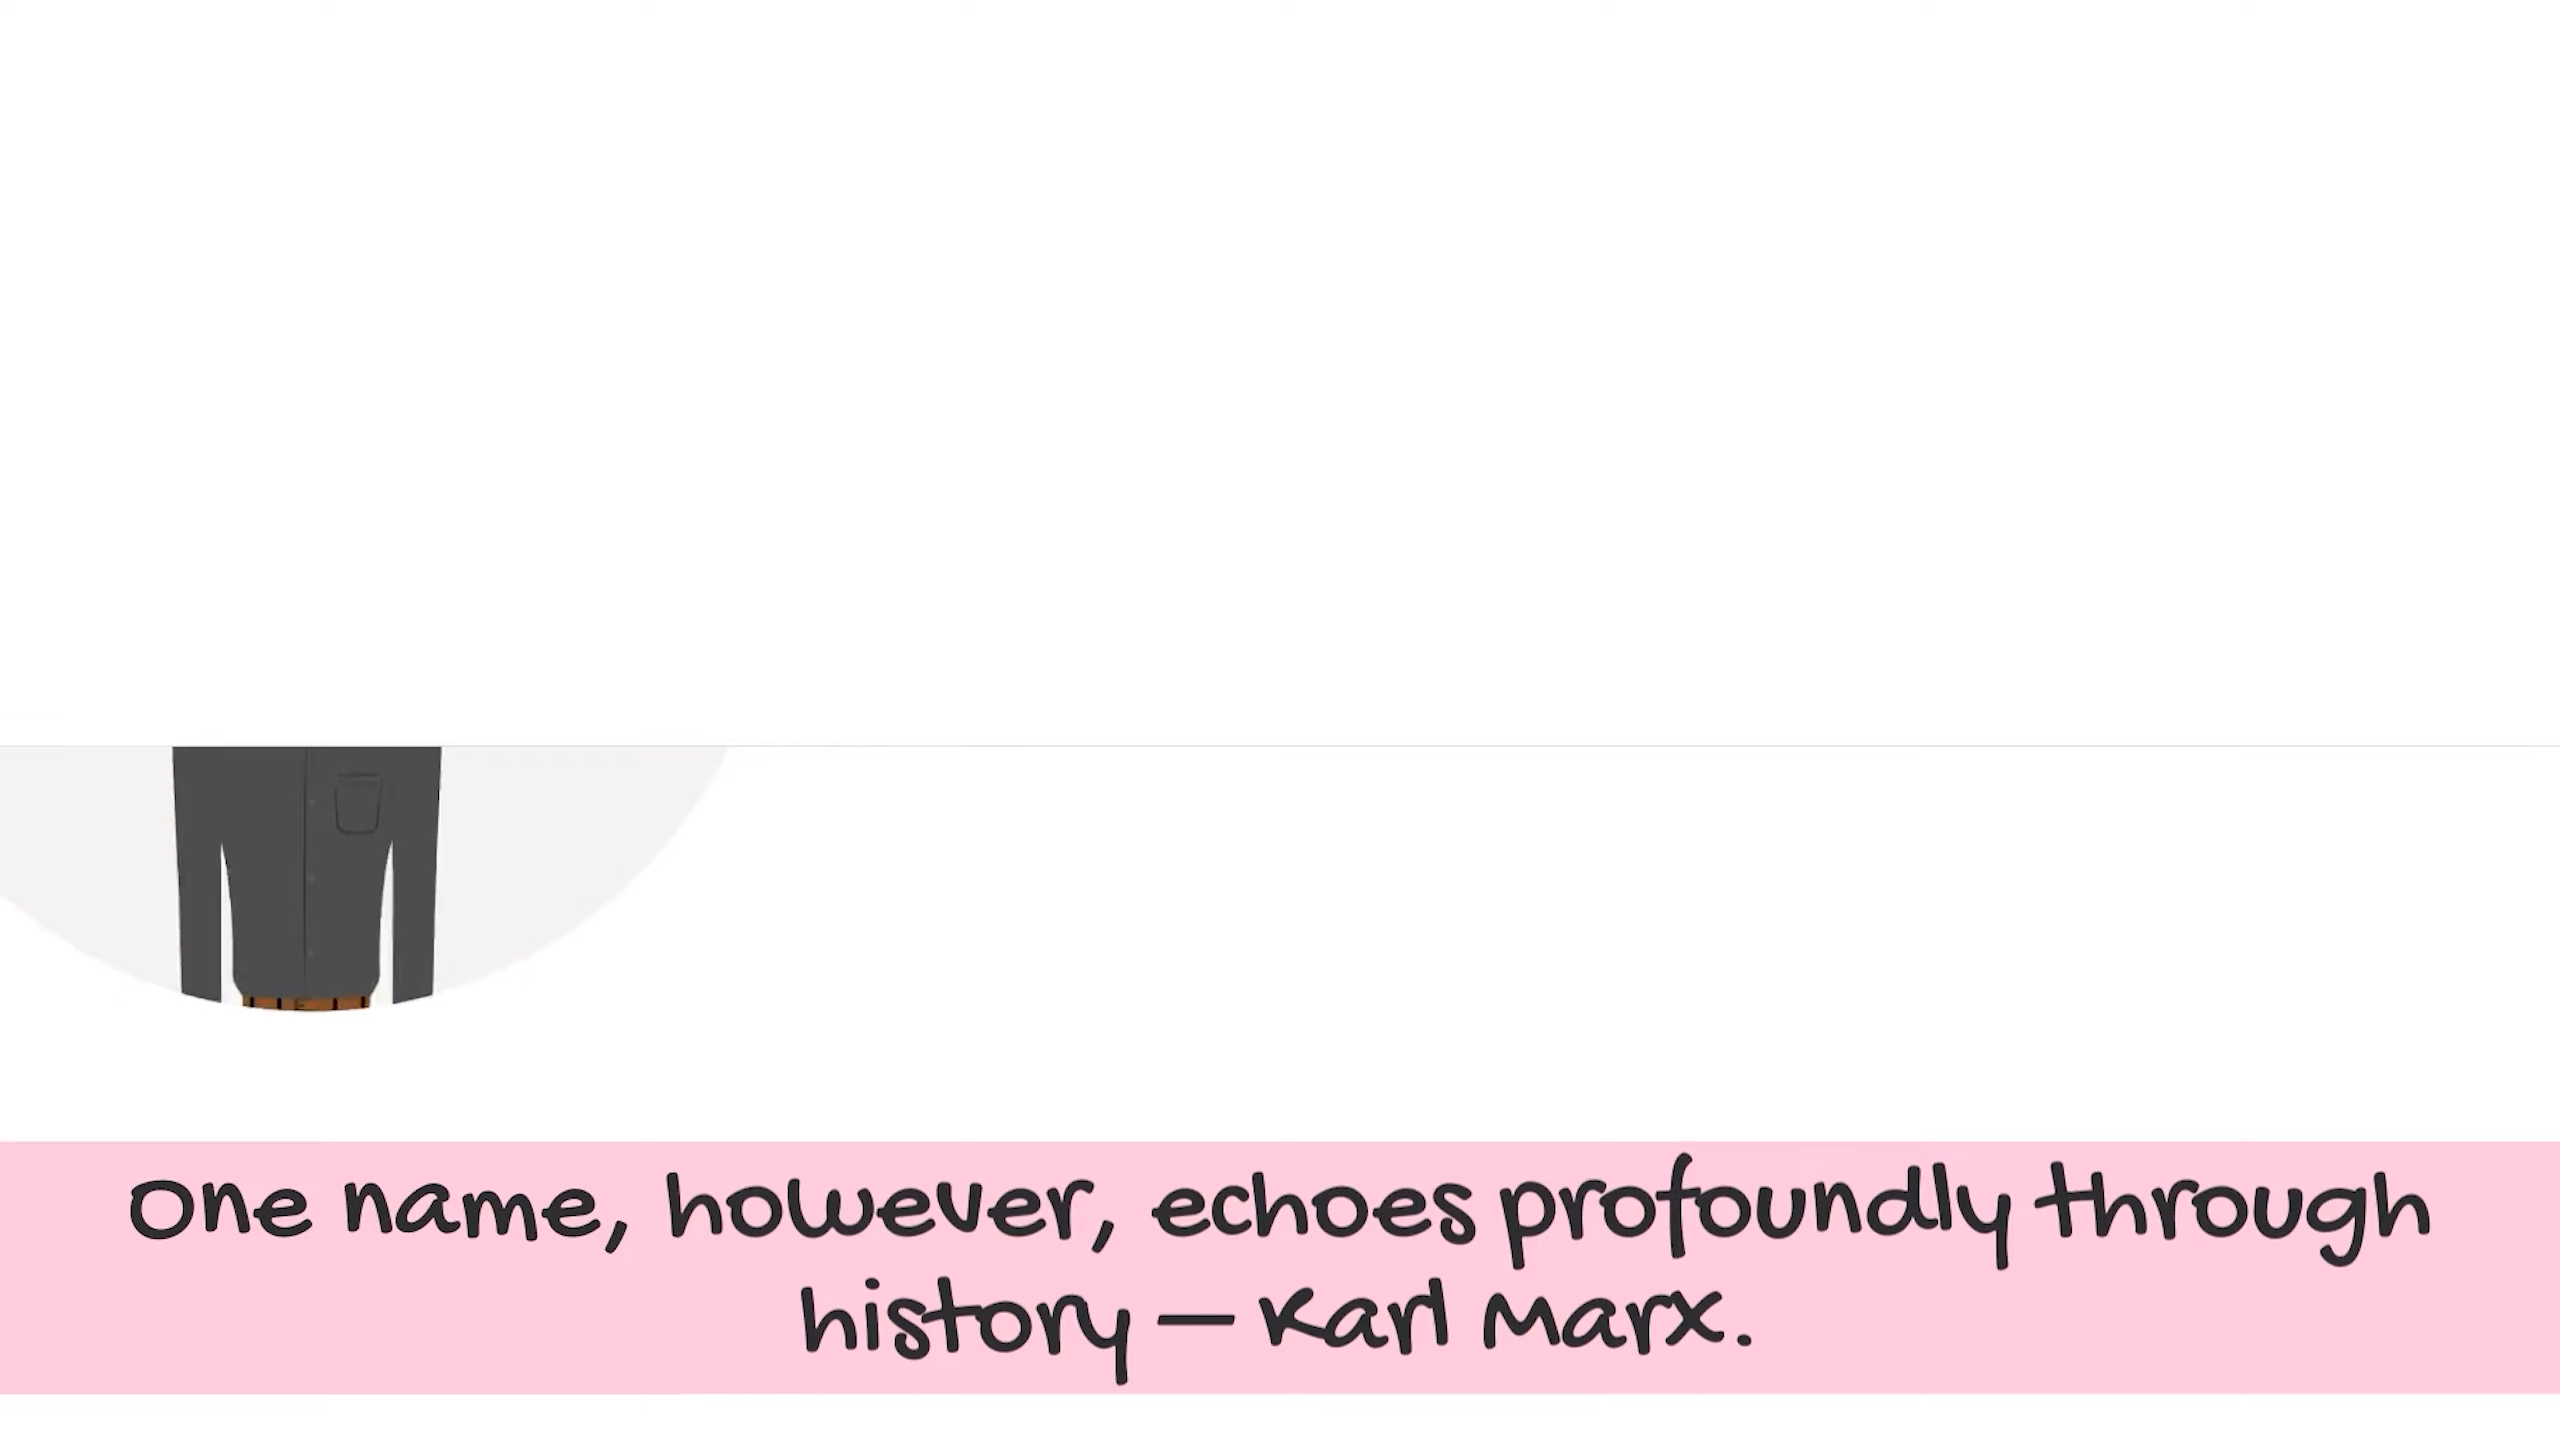 One name, however, echoes profoundly through
history – Karl Marx.